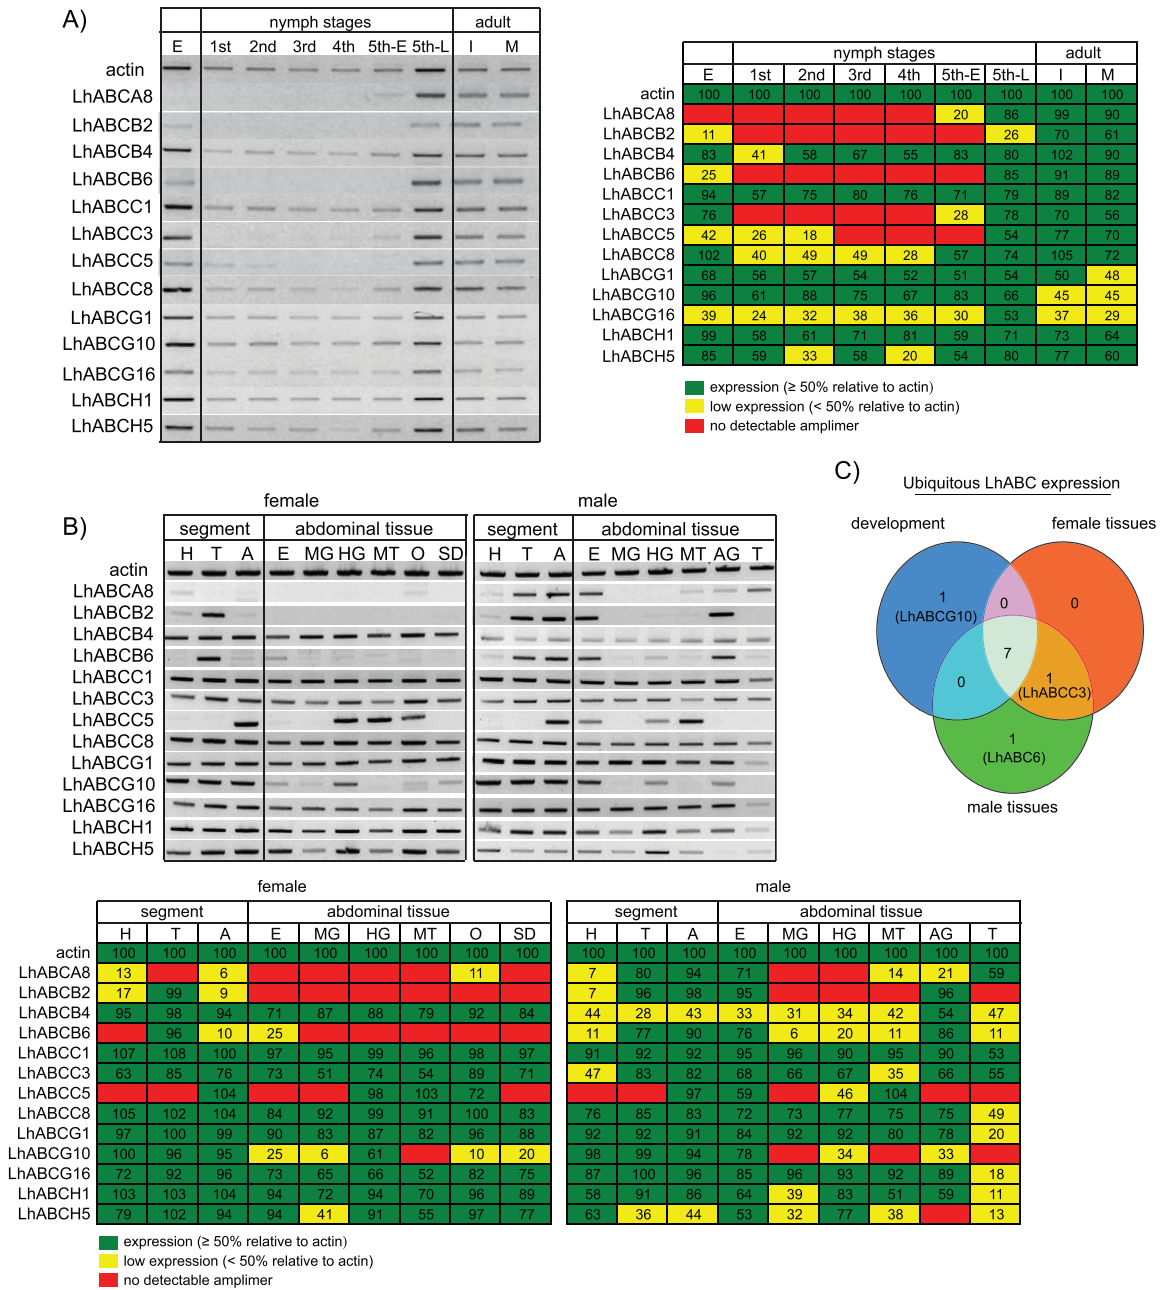 A)
nymph stages adult
E 1st 2nd 3rd 4th 5th-E 5th-L I M
actin
LhABCA8
LhABCB2
LhABCB4
LhABCB6
LhABCC1
LhABCC3
LhABCC5
LhABCC8
LhABCG1
LhABCG10
LhABCG16
LhABCH1
LhABCH5
nymph stages adult
E 1st 2nd 3rd 4th 5th-E 5th-L I M
actin 100 100 100 100 100 100 100 100 100
LhABCA8 20 86 99 90
LhABCB2 11 26 70 61
LhABCB4 83 41 58 67 55 83 80 102 90
LhABCB6 25 85 91 89
LhABCC1 94 57 75 80 76 71 79 89 82
LhABCC3 76 28 78 70 56
LhABCC5 42 26 18 54 77 70
LhABCC8 102 40 49 49 28 57 74 105 72
LhABCG1 68 56 57 54 52 51 54 50 48
LhABCG10 96 61 88 75 67 83 66 45 45
LhABCG16 39 24 32 38 36 30 53 37 29
LhABCH1 99 58 61 71 81 59 71 73 64
LhABCH5 85 59 33 58 20 54 80 77 60
expression (≥ 50% relative to actin)
low expression (< 50% relative to actin)
no detectable amplimer
B)
female male
segment abdominal tissue segment abdominal tissue
H T A E MG HG MT O SD H T A E MG HG MT AG T
actin
LhABCA8
LhABCB2
LhABCB4
LhABCB6
LhABCC1
LhABCC3
LhABCC5
LhABCC8
LhABCG1
LhABCG10
LhABCG16
LhABCH1
LhABCH5
C)
Ubiquitous LhABC expression
development female tissues
1
(LhABCG10)
0
0
7
0
1
(LhABCC3)
1
(LhABC6)
male tissues
female male
segment abdominal tissue segment abdominal tissue
H T A E MG HG MT O SD H T A E MG HG MT AG T
actin 100 100 100 100 100 100 100 100 100 100 100 100 100 100 100 100 100 100
LhABCA8 13 6 11 7 80 94 71 14 21 59
LhABCB2 17 99 9 7 96 98 95 96
LhABCB4 95 98 94 71 87 88 79 92 84 44 28 43 33 31 34 42 54 47
LhABCB6 96 10 25 11 77 90 76 6 20 11 86 11
LhABCC1 107 108 100 97 95 99 96 98 97 91 92 92 95 96 90 95 90 53
LhABCC3 63 85 76 73 51 74 54 89 71 47 83 82 68 66 67 35 66 55
LhABCC5 104 98 103 72 97 59 46 104
LhABCC8 105 102 104 84 92 99 91 100 83 76 85 83 72 73 77 75 75 49
LhABCG1 97 100 99 90 83 87 82 96 88 92 92 91 84 92 92 80 78 20
LhABCG10 100 96 95 25 6 61 10 20 98 99 94 78 34 33
LhABCG16 72 92 96 73 65 66 52 82 75 87 100 96 85 96 93 92 89 18
LhABCH1 103 103 104 94 72 94 70 96 89 58 91 86 64 39 83 51 59 11
LhABCH5 79 102 94 94 41 91 55 97 77 63 36 44 53 32 77 38 13
expression (≥ 50% relative to actin)
low expression (< 50% relative to actin)
no detectable amplimer